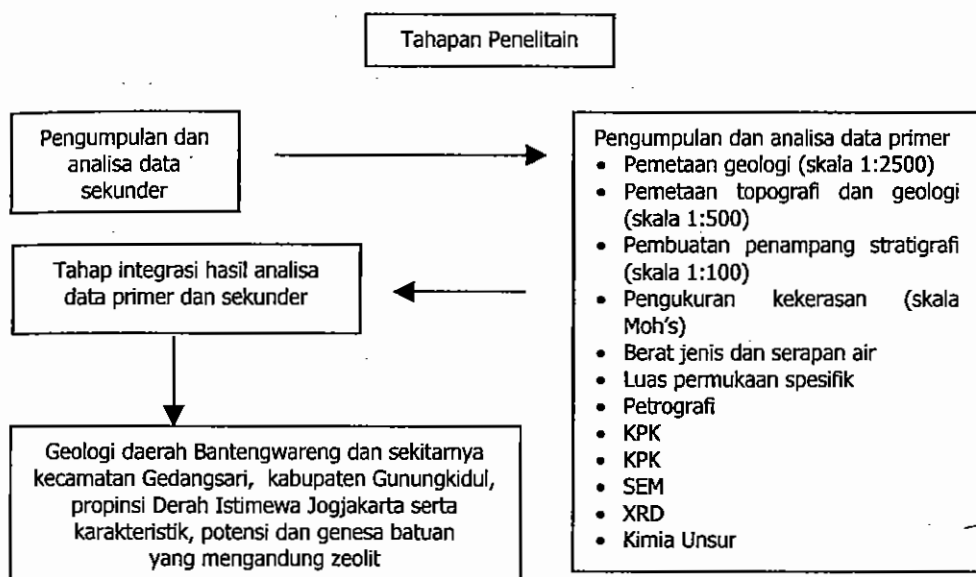 Tahapan Penelitain
Pengumpulan dan
analisa data
sekunder
Pengumpulan dan analisa data primer
• Pemetaan geologi (skala 1:2500)
• Pemetaan topografi dan geologi
(skala 1:500)
• Pembuatan penampang stratigrafi
(skala 1:100)
• Pengukuran kekerasan (skala
Moh's)
• Berat jenis dan serapan air
• Luas permukaan spesifik
• Petrografi
• KPK
• KPK
• SEM
• XRD
• Kimia Unsur
Tahap integrasi hasil analisa
data primer dan sekunder
Geologi daerah Bantengwareng dan sekitarnya
kecamatan Gedangsari, kabupaten Gunungkidul,
propinsi Derah Istimewa Jogjakarta serta
karakteristik, potensi dan genesa batuan
yang mengandung zeolit